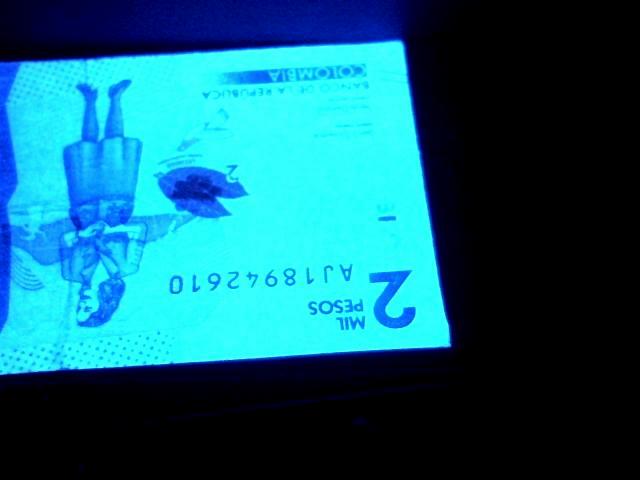 COLOMBIA
BANCO DE LA REPÚBLICA
2
AJ18942610
2
MIL
PESOS